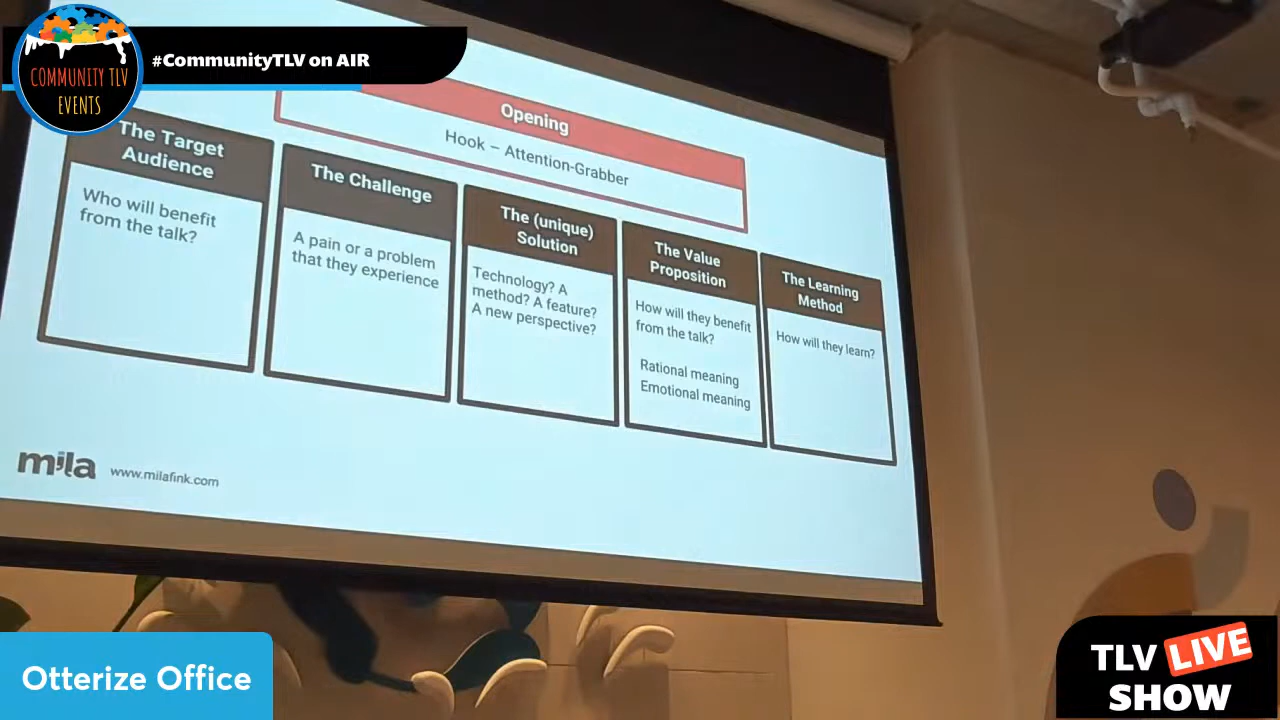 COMMUNITY TLV
EVENTS
#CommunityTLV on AIR
Opening
Hook – Attention-Grabber
The Target
Audience
Who will benefit
from the talk?
The Challenge
A pain or a problem
that they experience
The (unique)
Solution
Technology? A
method? A feature?
A new perspective?
The Value
Proposition
How will they benefit
from the talk?
Rational meaning
Emotional meaning
The Learning
Method
How will they learn?
mila
www.milafink.com
Otterize Office
TLV LIVE
SHOW